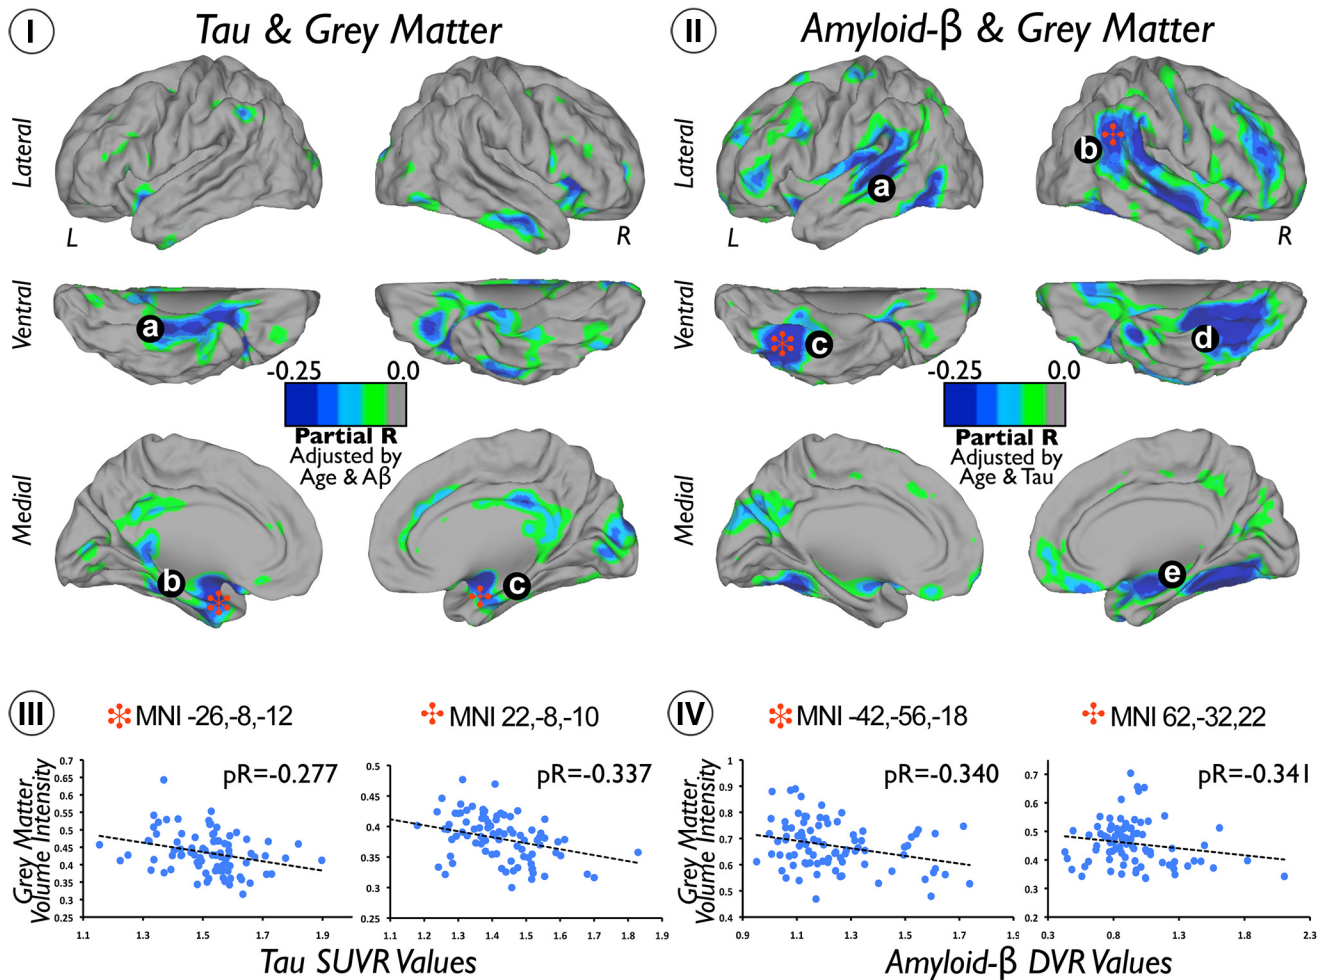 I Tau & Grey Matter
II Amyloid-β & Grey Matter
Lateral
L
R
Lateral
a
b
L
R
Ventral
a
Ventral
c
d
-0.25 0.0
Partial R
Adjusted by
Age & Aβ
-0.25 0.0
Partial R
Adjusted by
Age & Tau
Medial
b
c
Medial
e
III MNI -26,-8,-12
MNI 22,-8,-10
IV MNI -42,-56,-18
MNI 62,-32,22
Grey Matter
Volume Intensity
pR=-0.277
0.7
0.65
0.6
0.55
0.5
0.45
0.4
0.35
0.3
0.25
1.1 1.3 1.5 1.7 1.9
pR=-0.337
0.5
0.45
0.4
0.35
0.3
0.25
1.1 1.2 1.3 1.4 1.5 1.6 1.7 1.8 1.9
Tau SUVR Values
Grey Matter
Volume Intensity
pR=-0.340
1
0.9
0.8
0.7
0.6
0.5
0.4
0.9 1.1 1.3 1.5 1.7 1.9
pR=-0.341
0.7
0.6
0.5
0.4
0.3
0.2
0.3 0.8 1.3 1.8 2.3
Amyloid-β DVR Values